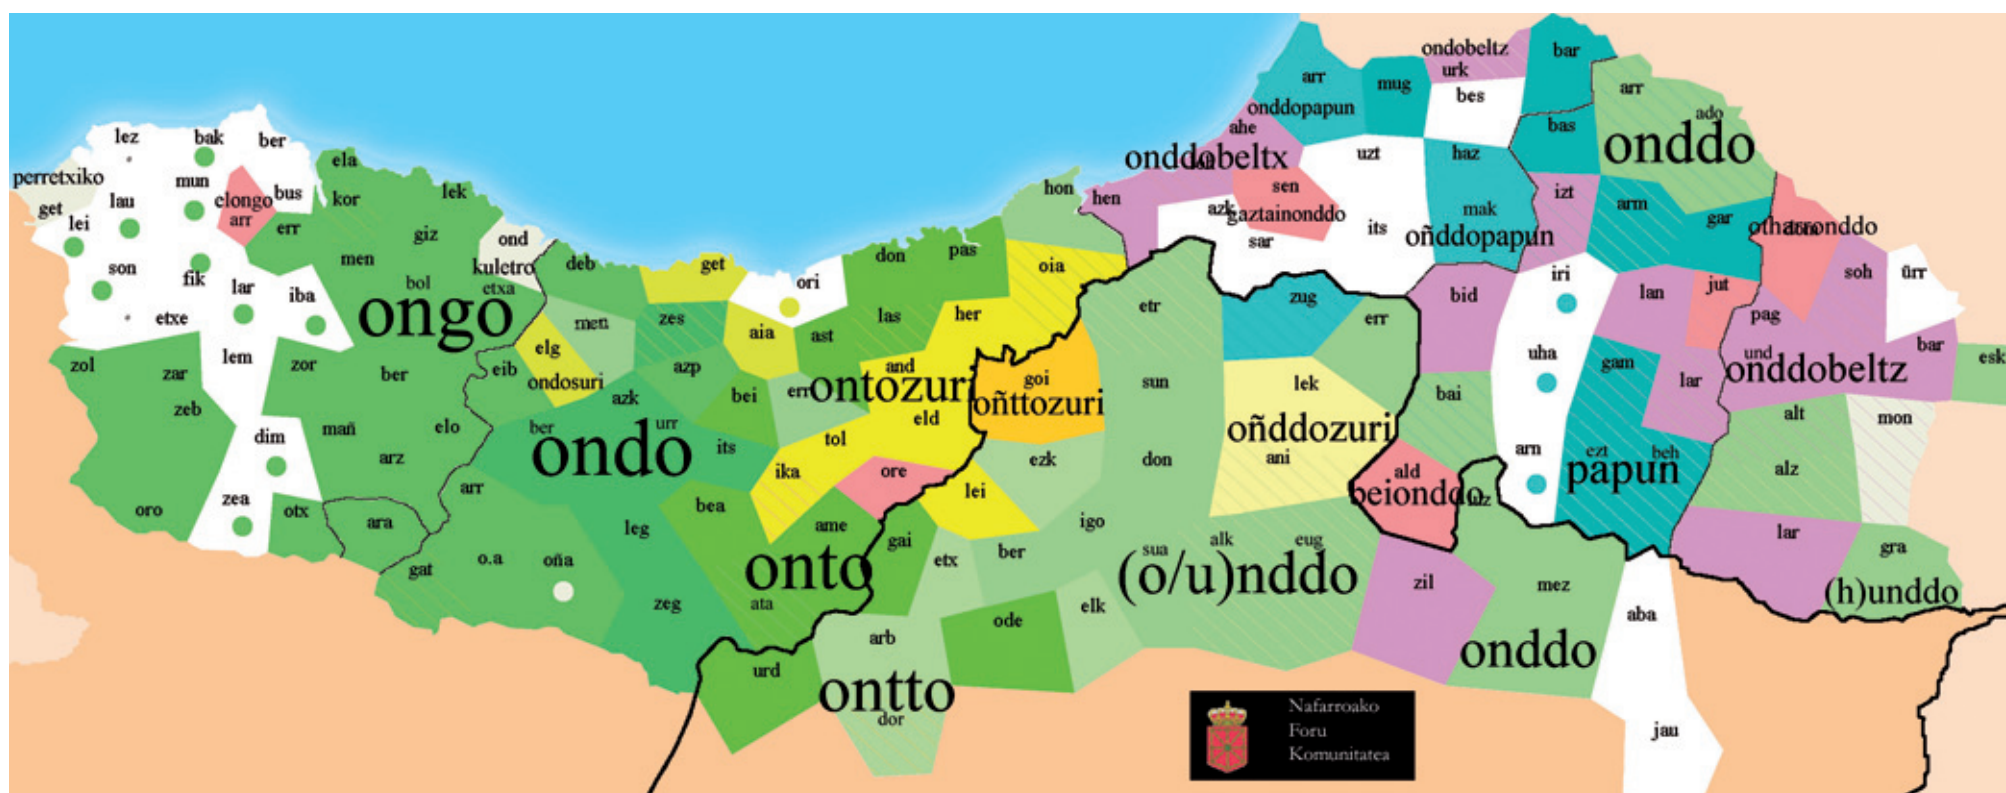 lez
bak
ber
perretxiko
get
lei
lau
mun
elongo
arr
bus
ela
kor
lek
err
giz
men
bol
etxa
ond
kuletro
son
fik
lar
iba
etxe
ongo
lem
zol
zar
zeb
zor
ber
mañ
elo
dim
arz
oro
zea
otx
ara
deb
men
get
ori
zes
aia
ast
las
don
pas
her
hon
oia
elg
ondosuri
eib
azp
azk
bei
err
and
ontozuri
eld
ber
ondo
urr
its
tol
ika
ore
arr
leg
bea
ame
gat
o.a
oña
onto
zeg
ata
gai
lei
urd
arb
etx
ber
ontto
dor
ode
elk
igo
ezk
goi
oñttozuri
etr
sun
don
sua
alk
eug
(o/u)nddo
zug
err
lek
oñddozuri
ani
hen
ahe
onddobeltx
arr
onddopapun
mug
ondobeltz
urk
bes
bar
bas
azk
sen
gaztainonddo
sar
uzt
its
haz
mak
oñddopapun
izt
arr
ado
onddo
arm
gar
otharronddo
bid
iri
lan
jut
soh
ürr
pag
bar
esk
und
onddobeltz
uha
gam
lar
bai
arn
ezt
beh
papun
alt
mon
alz
ald
beionddo
luz
lar
gra
(h)unddo
zil
mez
onddo
aba
jau
Nafarroako
Foru
Komunitatea